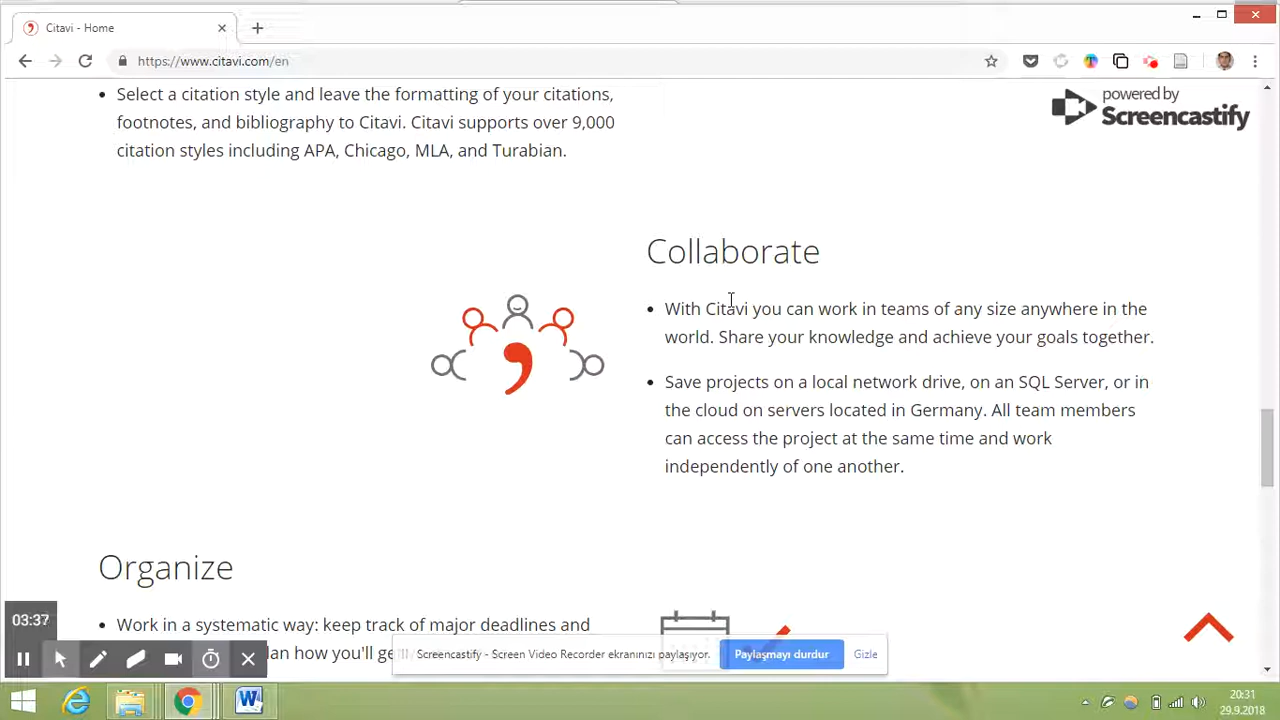 Citavi - Home
https://www.citavi.com/en
Select a citation style and leave the formatting of your citations,
footnotes, and bibliography to Citavi. Citavi supports over 9,000
citation styles including APA, Chicago, MLA, and Turabian.
powered by
Screencastify
Collaborate
With Citavi you can work in teams of any size anywhere in the
world. Share your knowledge and achieve your goals together.
Save projects on a local network drive, on an SQL Server, or in
the cloud on servers located in Germany. All team members
can access the project at the same time and work
independently of one another.
Organize
Work in a systematic way: keep track of major deadlines and
how you'll
03:37
Screencastify - Screen Video Recorder ekranınızı paylaşıyor.
Paylaşmayı durdur
Gizle
20:31
29.9.2018